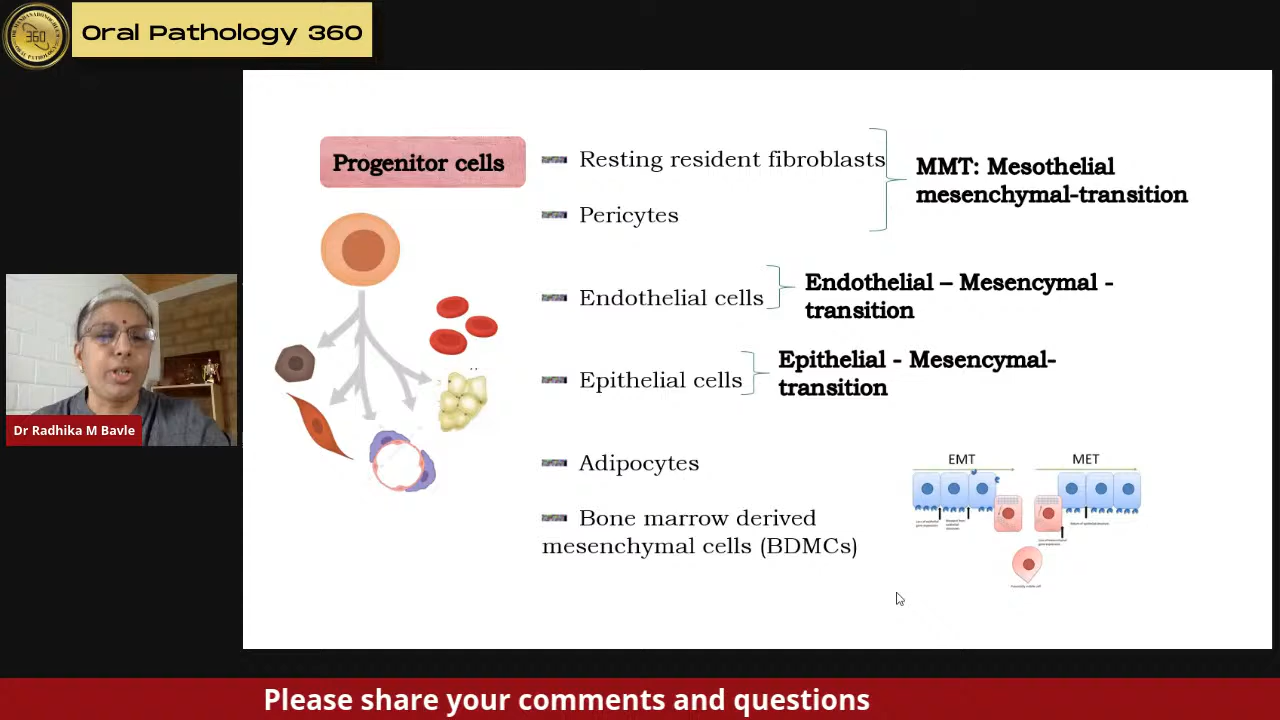 360
Oral Pathology 360
Progenitor cells
Resting resident fibroblasts
MMT: Mesothelial
mesenchymal-transition
Pericytes
Endothelial cells
Endothelial – Mesencymal -
transition
Epithelial cells
Epithelial - Mesencymal-
transition
Adipocytes
Bone marrow derived
mesenchymal cells (BDMCs)
EMT
MET
Dr Radhika M Bavle
Please share your comments and questions